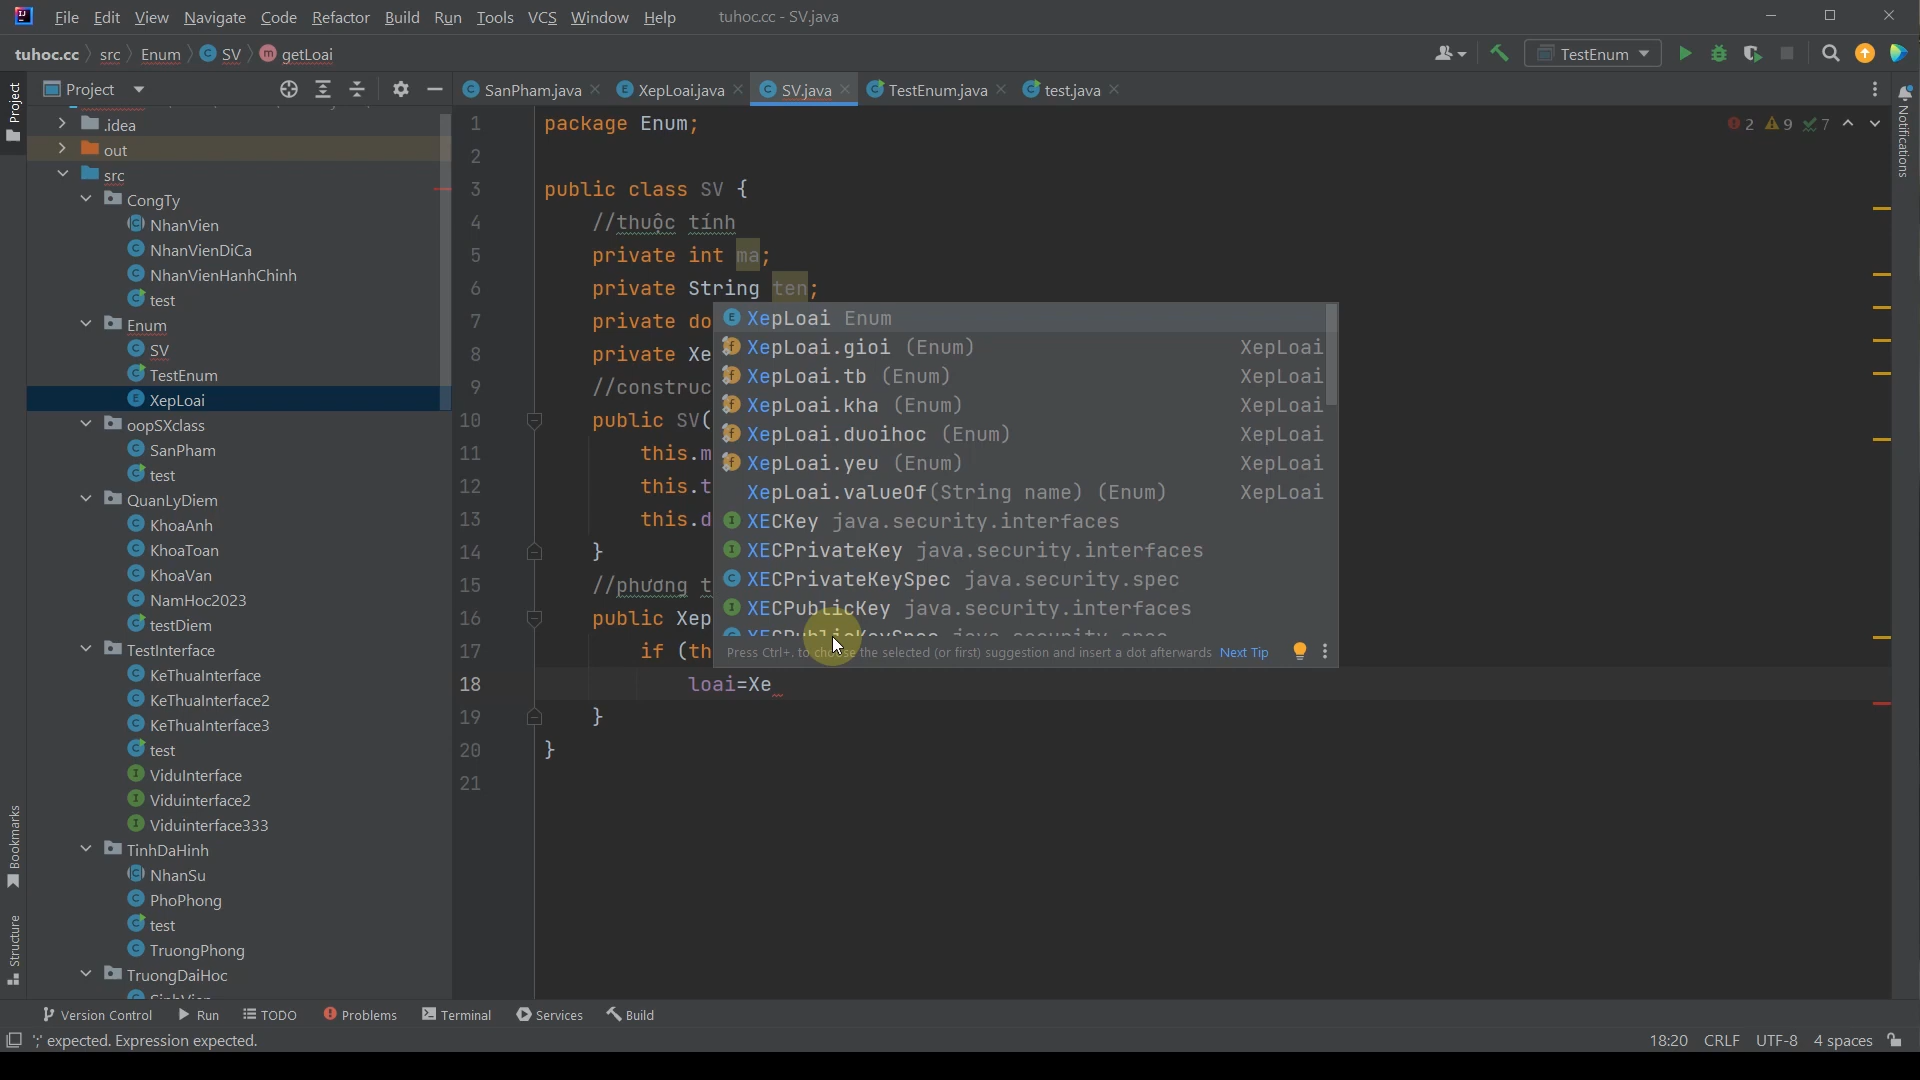 File Edit View Navigate Code Refactor Build Run Tools VCS Window Help tuhoc.cc - SV.java
tuhoc.cc src Enum SV getLoai TestEnum
Project SanPham.java XepLoai.java SV.java TestEnum.java test.java
Project
Bookmarks
Structure
Notifications
.idea
out
src
CongTy
NhanVien
NhanVienDiCa
NhanVienHanhChinh
test
Enum
SV
TestEnum
XepLoai
oopSXclass
SanPham
test
QuanLyDiem
KhoaAnh
KhoaToan
KhoaVan
NamHoc2023
testDiem
TestInterface
KeThuaInterface
KeThuaInterface2
KeThuaInterface3
test
ViduInterface
Viduinterface2
Viduinterface333
TinhDaHinh
NhanSu
PhoPhong
test
TruongPhong
TruongDaiHoc
2 9 7
1 package Enum;
2
3 public class SV {
4 //thuộc tính
5 private int ma;
6 private String ten;
7 private do
8 private Xe
9 //construc
10 public SV(
11 this.m
12 this.t
13 this.d
14 }
15 //phương t
16 public Xep
17 if (th
18 loai=Xe
19 }
20 }
21
XepLoai Enum
XepLoai.gioi (Enum) XepLoai
XepLoai.tb (Enum) XepLoai
XepLoai.kha (Enum) XepLoai
XepLoai.duoihoc (Enum) XepLoai
XepLoai.yeu (Enum) XepLoai
XepLoai.valueOf(String name) (Enum) XepLoai
XECKey java.security.interfaces
XECPrivateKey java.security.interfaces
XECPrivateKeySpec java.security.spec
XECPublicKey java.security.interfaces
XECPublicKeySpec java.security.spec
Press Ctrl+. to choose the selected (or first) suggestion and insert a dot afterwards Next Tip
Version Control Run TODO Problems Terminal Services Build
';' expected. Expression expected. 18:20 CRLF UTF-8 4 spaces